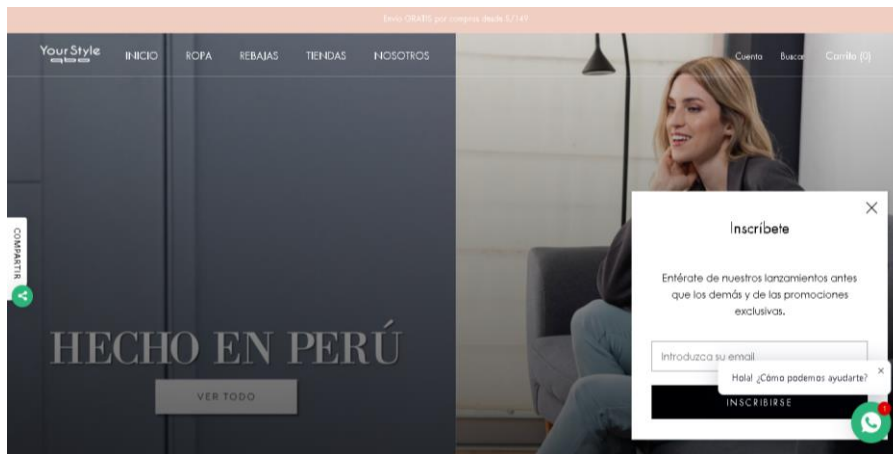 Envío GRATIS por compras desde S/149
YourStyle
INICIO ROPA REBAJAS TIENDAS NOSOTROS
Cuenta Buscar Carrito (0)
COMPARTIR
HECHO EN PERÚ
VER TODO
Inscríbete
Entérate de nuestros lanzamientos antes
que los demás y de las promociones
exclusivas.
Introduzca su email
Hola! ¿Cómo podemos ayudarte?
INSCRIBIRSE
1